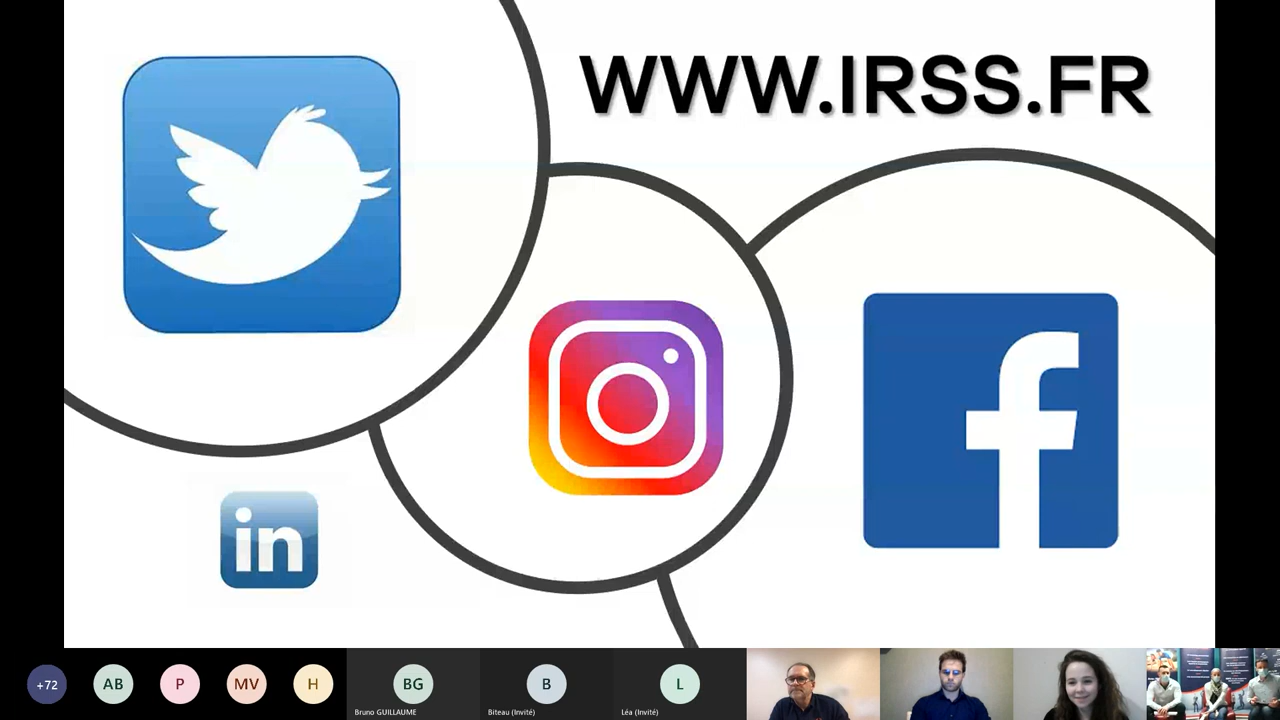 WWW.IRSS.FR
f
in
+72
AB
P
MV
H
BG
B
L
Bruno GUILLAUME
Biteau (Invité)
Léa (Invité)